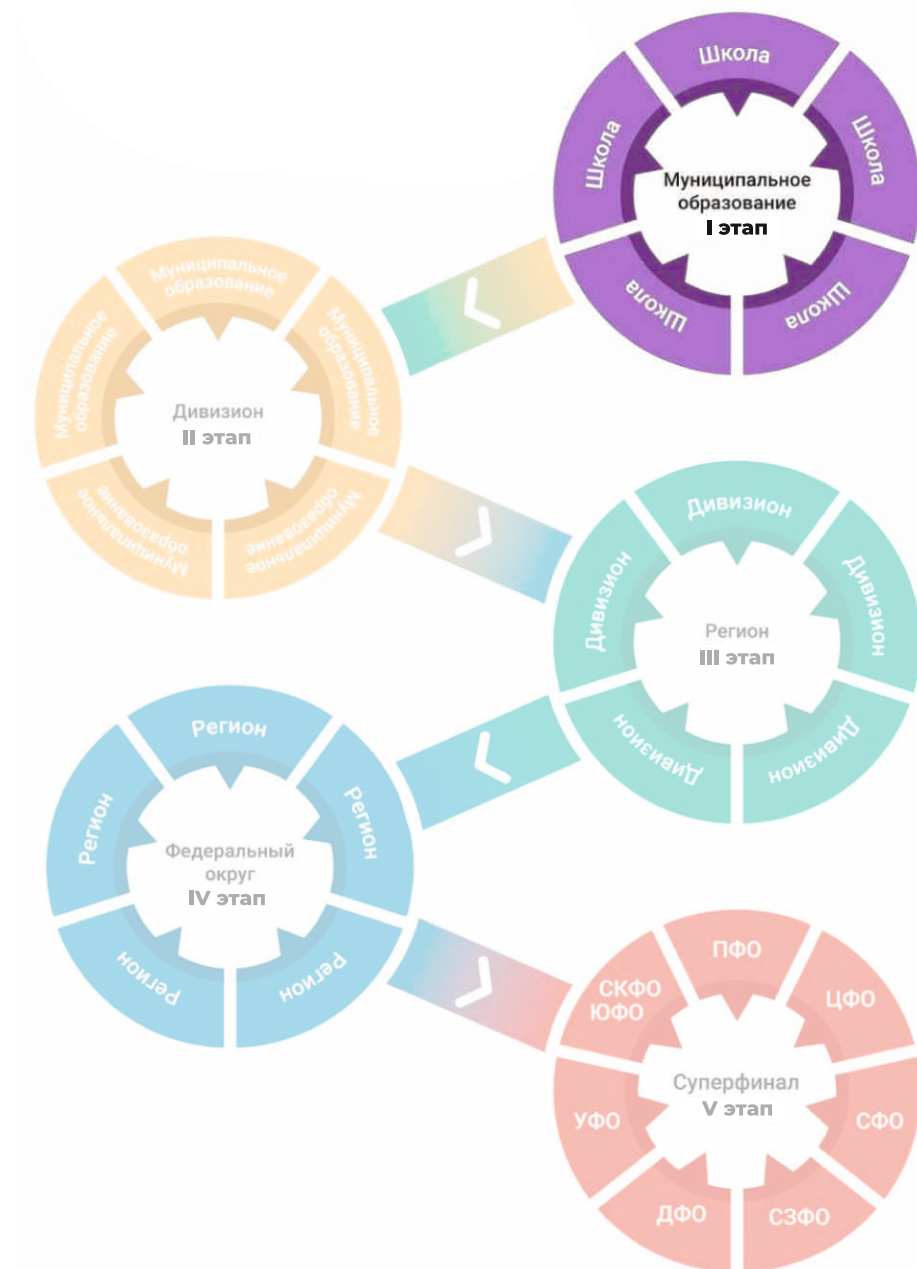 Школа
Школа
Школа
Школа
Школа
Муниципальное
образование
I этап
Муниципальное
образование
Муниципальное
образование
Муниципальное
образование
Муниципальное
образование
Муниципальное
образование
Дивизион
II этап
Дивизион
Дивизион
Дивизион
Дивизион
Дивизион
Регион
III этап
Регион
Регион
Регион
Регион
Регион
Федеральный
округ
IV этап
ПФО
СКФО
ЮФО
ЦФО
УФО
СФО
ДФО
СЗФО
Суперфинал
V этап